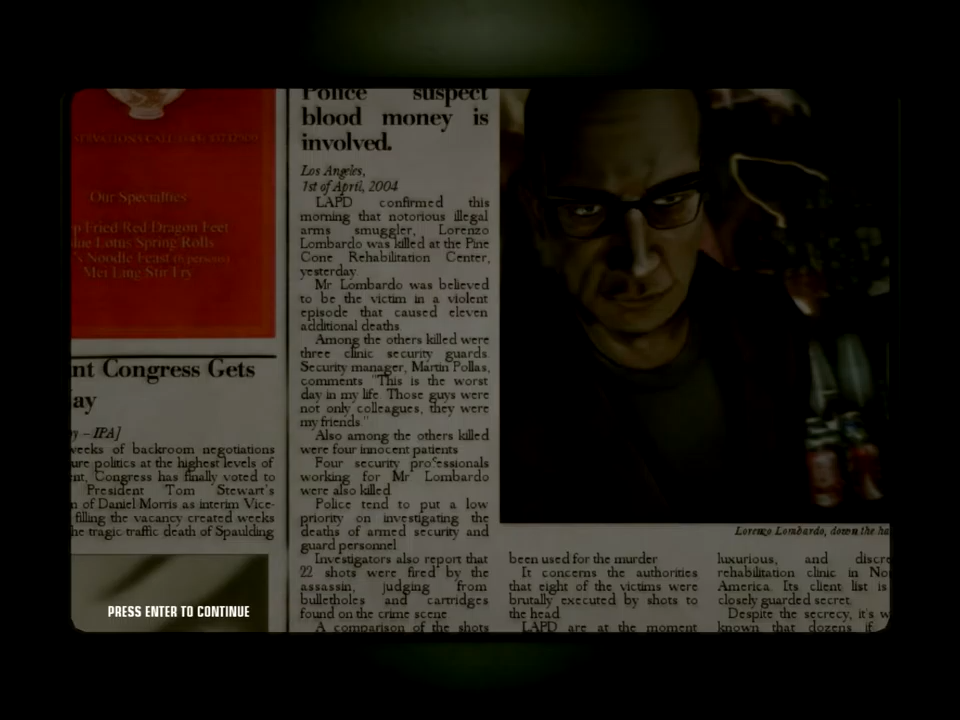 SERVATIONS CALL
Our Specialties
p Fried Red Dragon Feet
lue Lotus Spring Rolls
's Noodle Feast (6 persons)
Mei Ling Stir Fry
nt Congress Gets
ay
y – IPA]
weeks of backroom negotiations
ure politics at the highest levels of
nt, Congress has finally voted to
President Tom Stewart's
n of Daniel Morris as interim Vice-
filling the vacancy created weeks
he tragic traffic death of Spaulding
PRESS ENTER TO CONTINUE
Police suspect
blood money is
involved.
Los Angeles,
1st of April, 2004
LAPD confirmed this
morning that notorious illegal
arms smuggler, Lorenzo
Lombardo was killed at the Pine
Cone Rehabilitation Center,
yesterday.
Mr Lombardo was believed
to be the victim in a violent
episode that caused eleven
additional deaths.
Among the others killed were
three clinic security guards.
Security manager, Martin Pollas,
comments "This is the worst
day in my life. Those guys were
not only colleagues, they were
my friends"
Also among the others killed
were four innocent patients
Four security professionals
working for Mr Lombardo
were also killed
Police tend to put a low
priority on investigating the
deaths of armed security and
guard personnel
Investigators also report that
22 shots were fired by the
assassin, judging from
bulletholes and cartridges
found on the crime scene
A comparison of the shots
Lorenzo Lombardo, down the ha
been used for the murder
It concerns the authorities
that eight of the victims were
brutally executed by shots to
the head
LAPD are at the moment
luxurious, and discre
rehabilitation clinic in No
America. Its client list is
closely guarded secret.
Despite the secrecy, it's w
known that dozens if